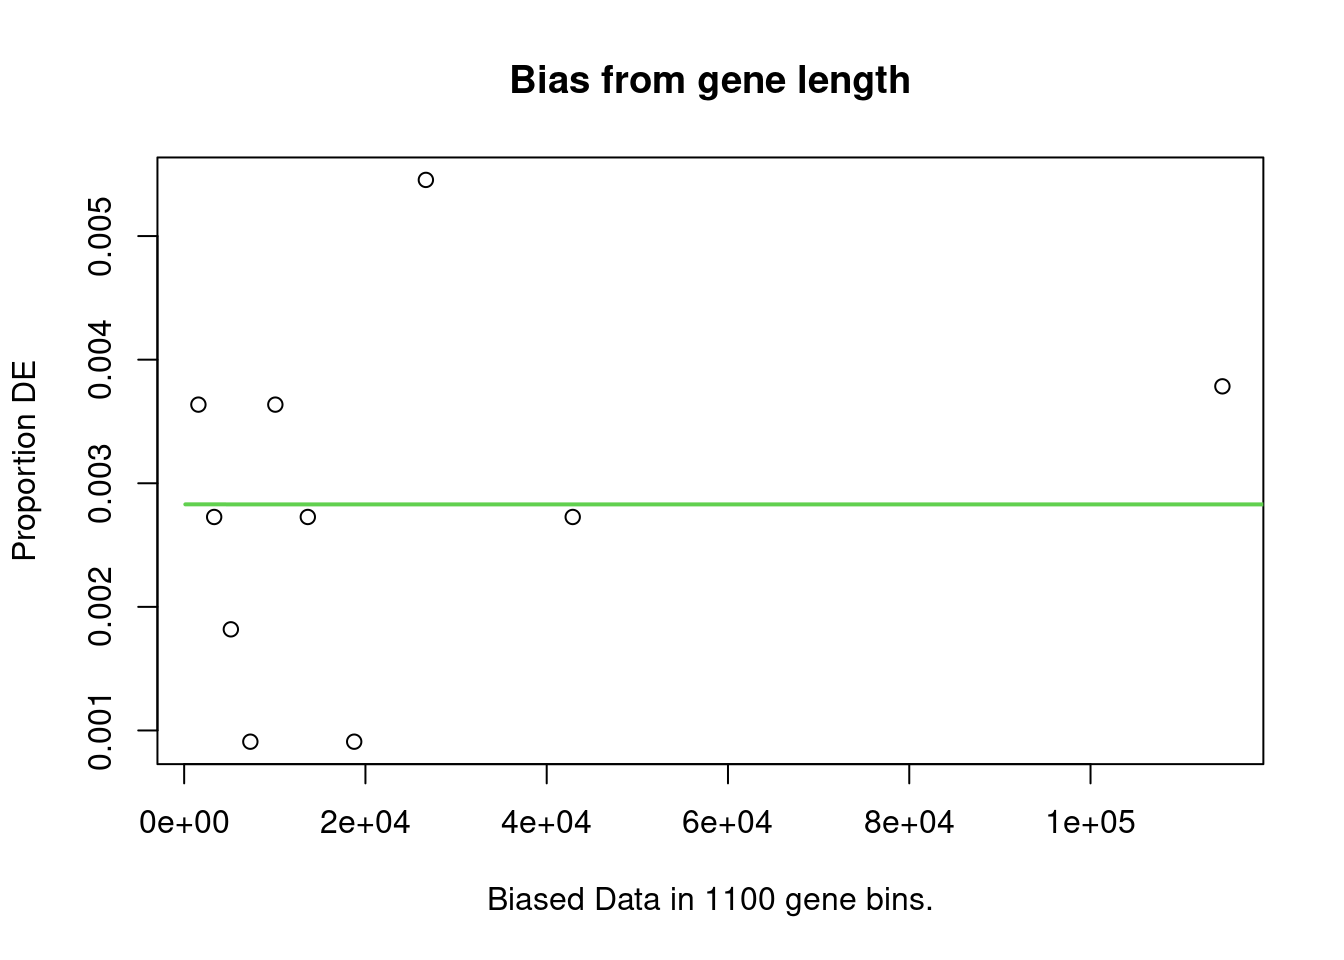 Bias from gene length
Proportion DE
0.005
0.004
0.003
0.002
0.001
0e+00 2e+04 4e+04 6e+04 8e+04 1e+05
Biased Data in 1100 gene bins.